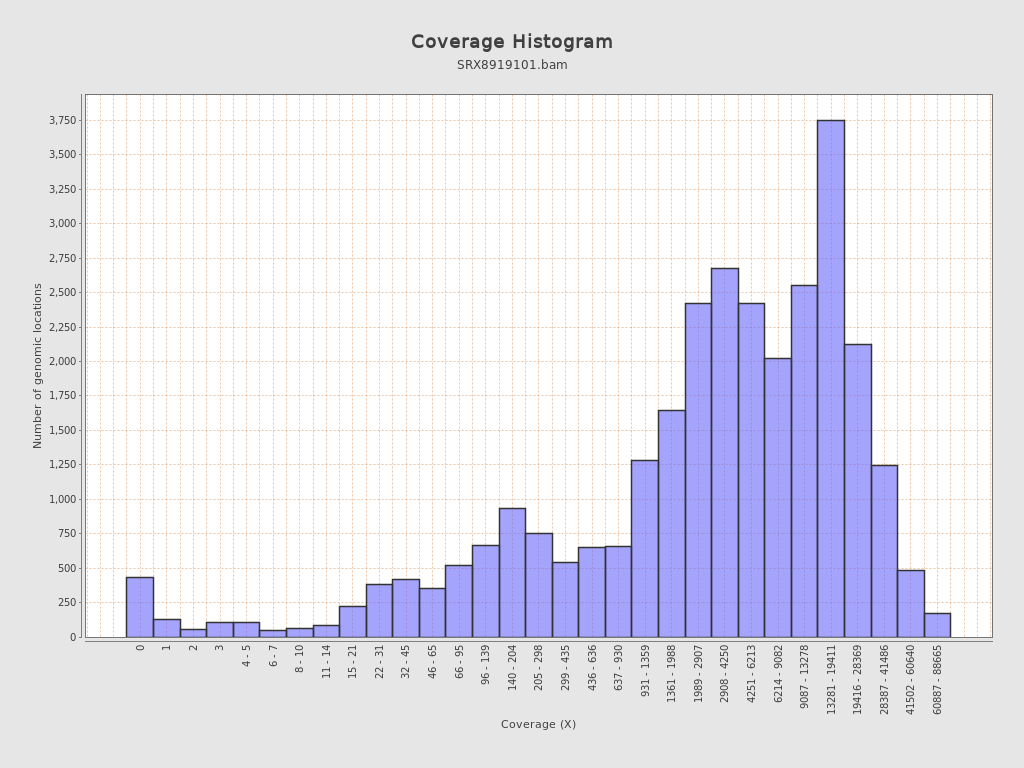 Coverage Histogram
SRX8919101.bam
Number of genomic locations
3,750
3,500
3,250
3,000
2,750
2,500
2,250
2,000
1,750
1,500
1,250
1,000
750
500
250
0
0
1
2
3
4 - 5
6 - 7
8 - 10
11 - 14
15 - 21
22 - 31
32 - 45
46 - 65
66 - 95
96 - 139
140 - 204
205 - 298
299 - 435
436 - 636
637 - 930
931 - 1359
1361 - 1988
1989 - 2907
2908 - 4250
4251 - 6213
6214 - 9082
9087 - 13278
13281 - 19411
19416 - 28369
28387 - 41486
41502 - 60640
60887 - 88665
Coverage (X)